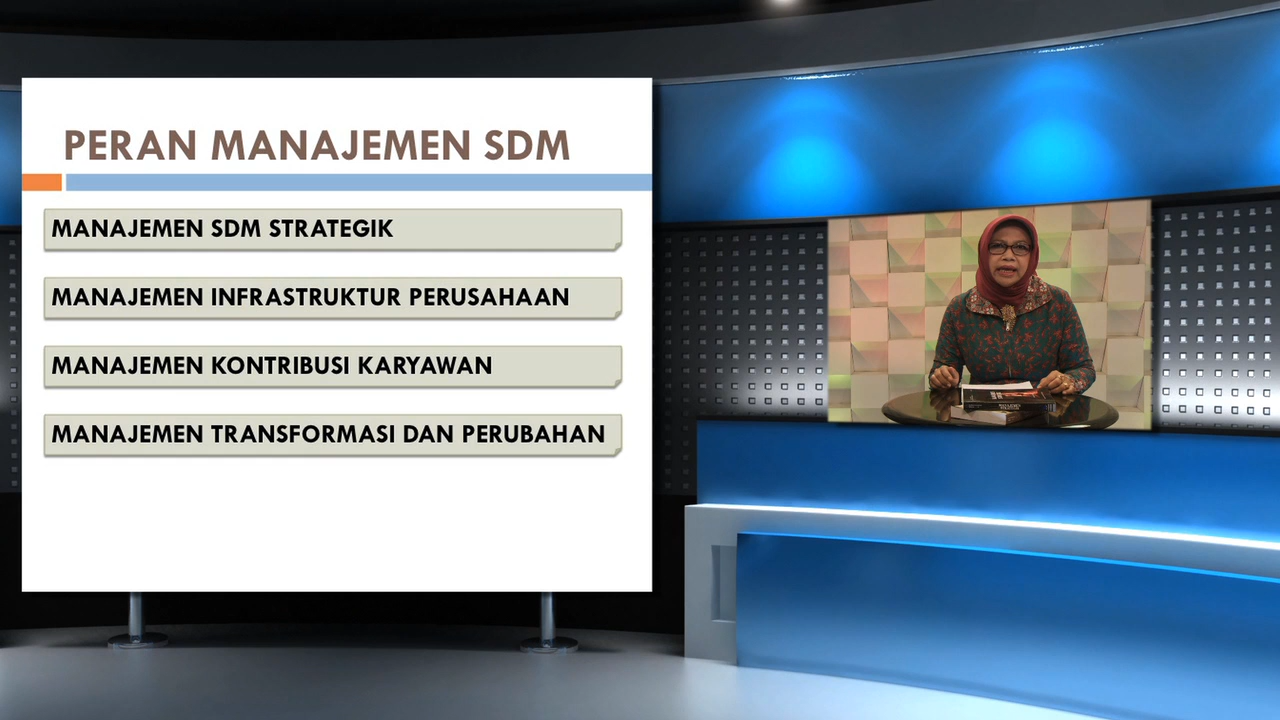 PERAN MANAJEMEN SDM
MANAJEMEN SDM STRATEGIK
MANAJEMEN INFRASTRUKTUR PERUSAHAAN
MANAJEMEN KONTRIBUSI KARYAWAN
MANAJEMEN TRANSFORMASI DAN PERUBAHAN